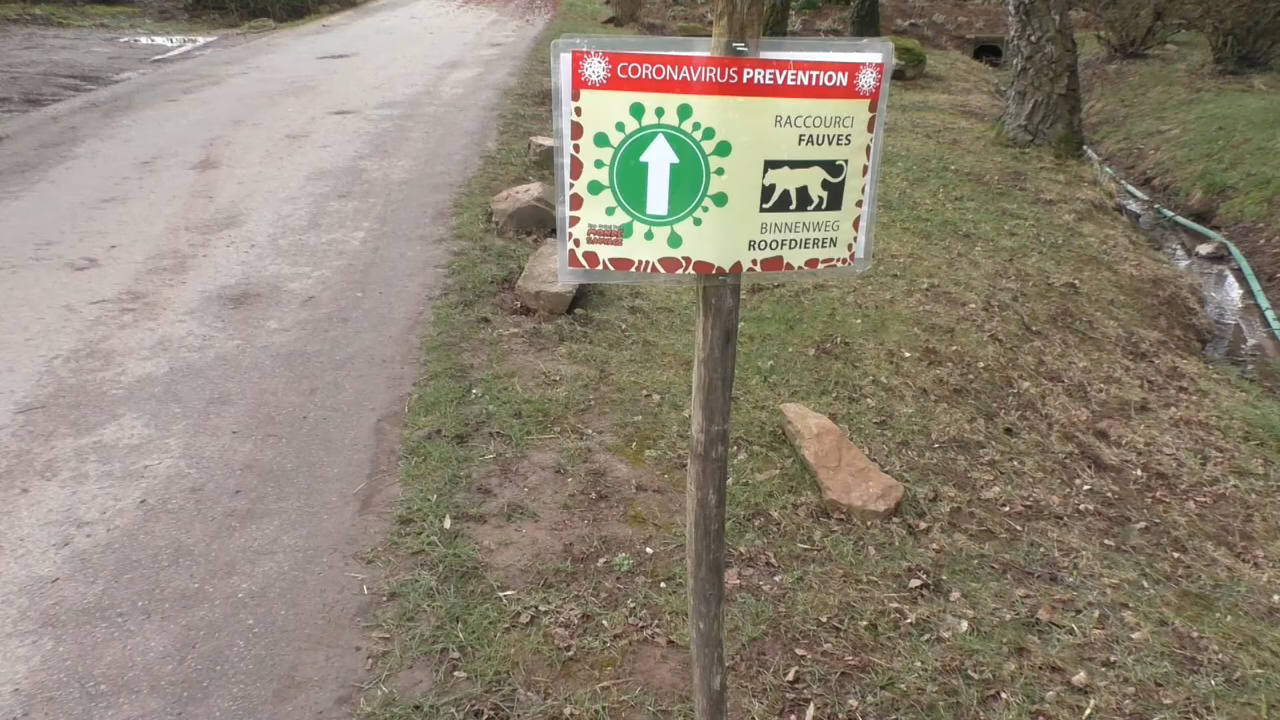 CORONAVIRUS PREVENTION
RACCOURCI
FAUVES
BINNENWEG
ROOFDIEREN